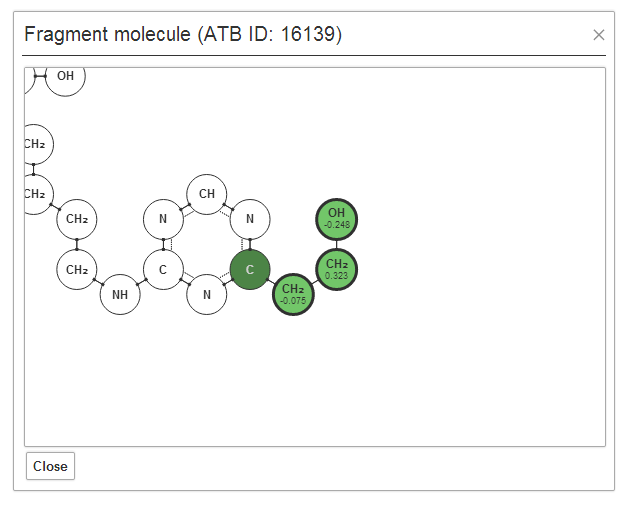 Fragment molecule (ATB ID: 16139)
×
OH
CH₂
CH₂
CH
CH₂
N
N
OH
-0.248
CH₂
C
C
CH₂
0.323
NH
N
CH₂
-0.075
Close